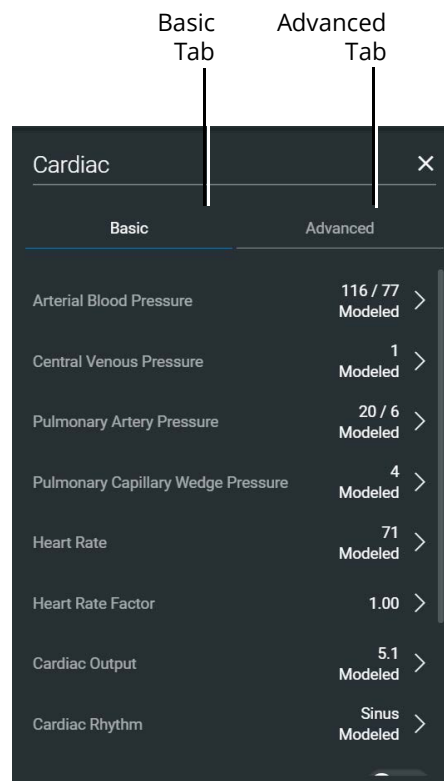 Basic
Tab
Advanced
Tab
Cardiac
Basic
Advanced
Arterial Blood Pressure
116 / 77
Modeled
Central Venous Pressure
1
Modeled
Pulmonary Artery Pressure
20 / 6
Modeled
Pulmonary Capillary Wedge Pressure
4
Modeled
Heart Rate
71
Modeled
Heart Rate Factor
1.00
Cardiac Output
5.1
Modeled
Cardiac Rhythm
Sinus
Modeled